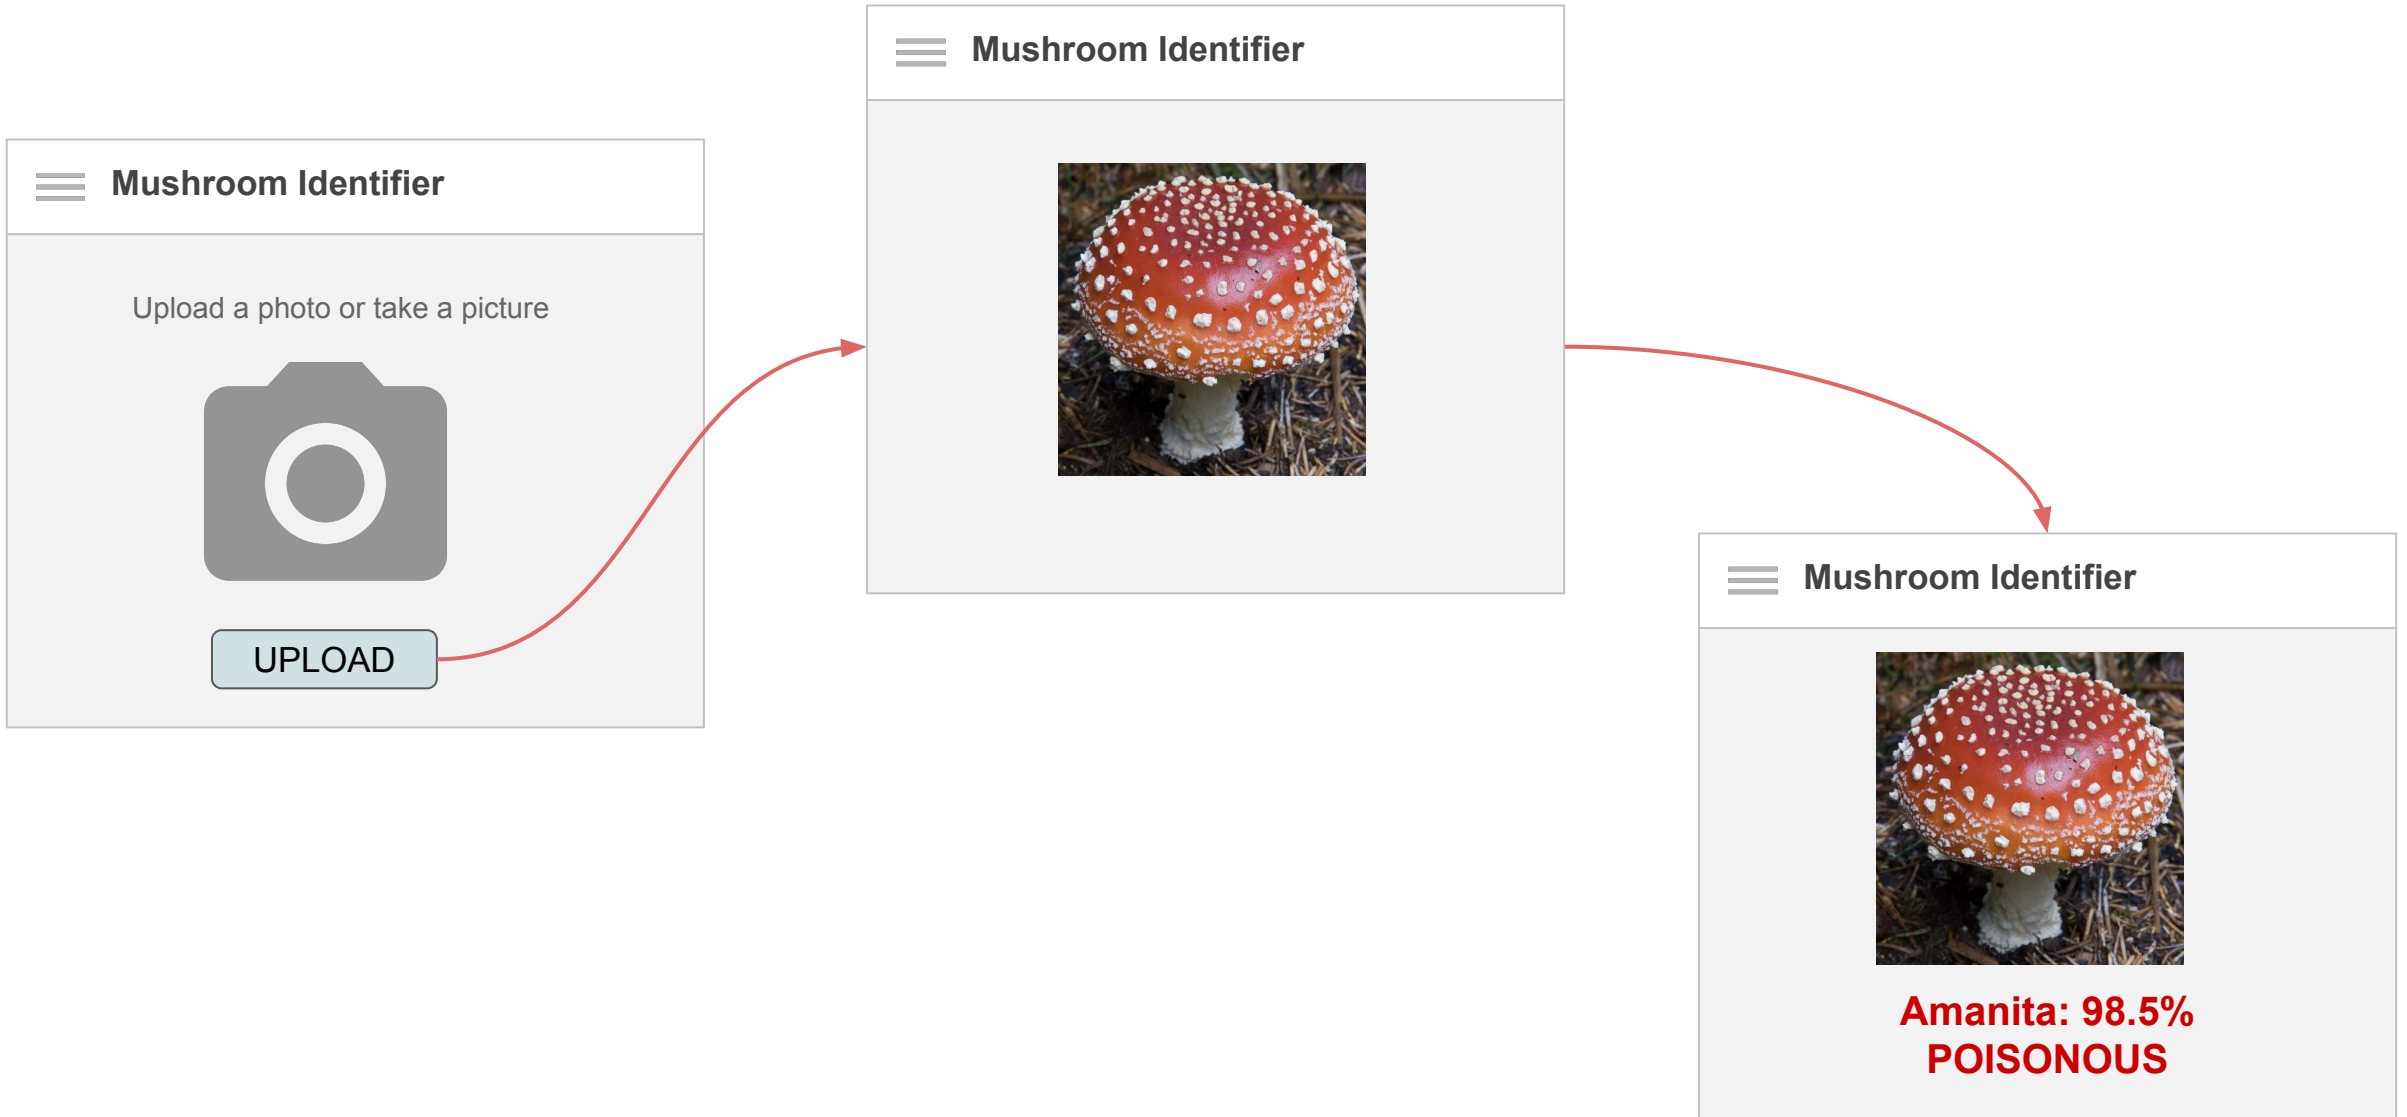 Mushroom Identifier
Upload a photo or take a picture
UPLOAD
Mushroom Identifier
Mushroom Identifier
Amanita: 98.5%
POISONOUS